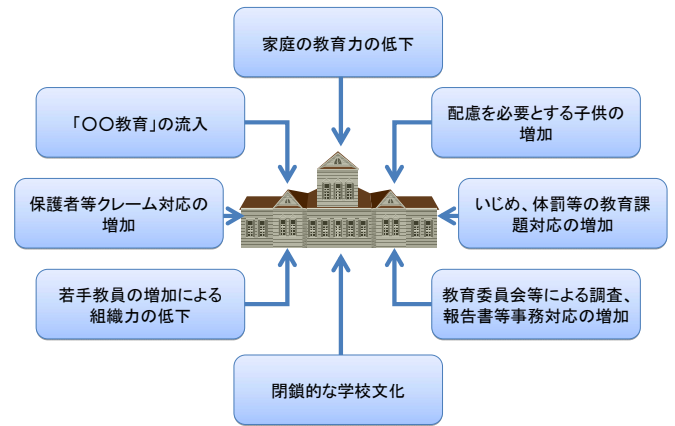 家庭の教育力の低下
「〇〇教育」の流入
配慮を必要とする子供の
増加
保護者等クレーム対応の
増加
いじめ、体罰等の教育課
題対応の増加
若手教員の増加による
組織力の低下
教育委員会等による調査、
報告書等事務対応の増加
閉鎖的な学校文化